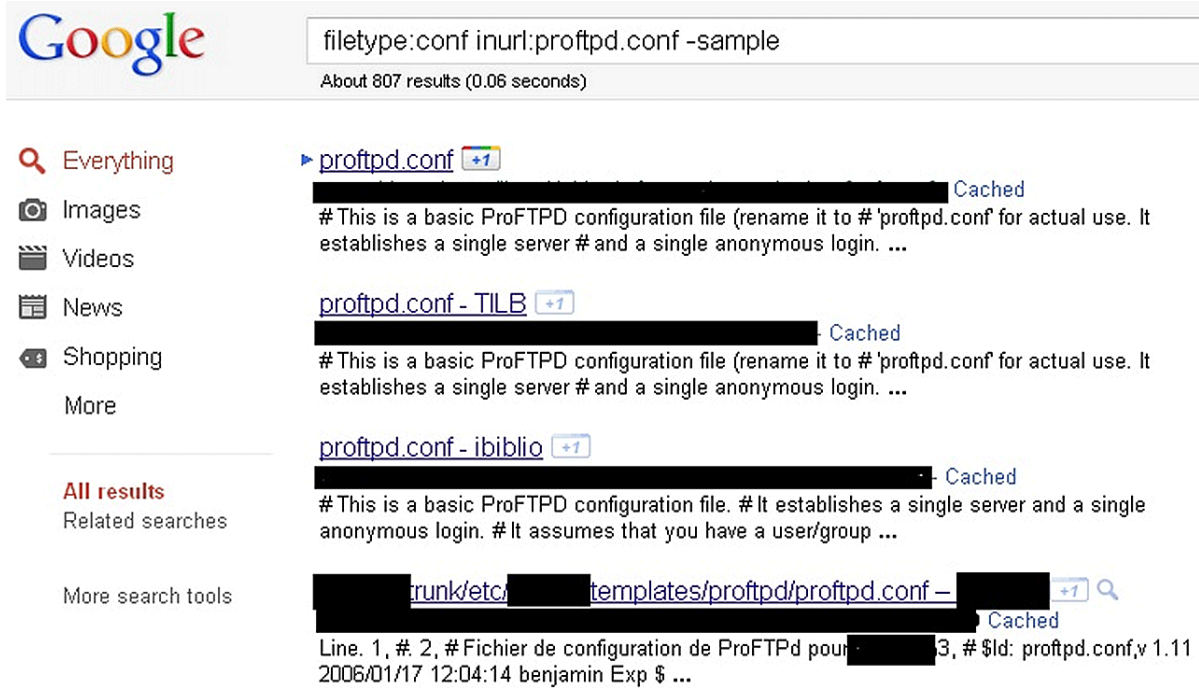 Google
filetype:conf inurl:proftpd.conf -sample
About 807 results (0.06 seconds)
Everything
Images
Videos
News
Shopping
More
All results
Related searches
More search tools
proftpd.conf +1
Cached
# This is a basic ProFTPD configuration file (rename it to # 'proftpd.conf' for actual use. It
establishes a single server # and a single anonymous login. ...
proftpd.conf - TILB +1
- Cached
# This is a basic ProFTPD configuration file (rename it to # 'proftpd.conf' for actual use. It
establishes a single server # and a single anonymous login. ...
proftpd.conf - ibiblio +1
- Cached
# This is a basic ProFTPD configuration file. # It establishes a single server and a single
anonymous login. # It assumes that you have a user/group ...
trunk/etc/ templates/proftpd/proftpd.conf – +1
Cached
Line. 1, #. 2, # Fichier de configuration de ProFTPd pour 3, # $Id: proftpd.conf,v 1.11
2006/01/17 12:04:14 benjamin Exp $ ...